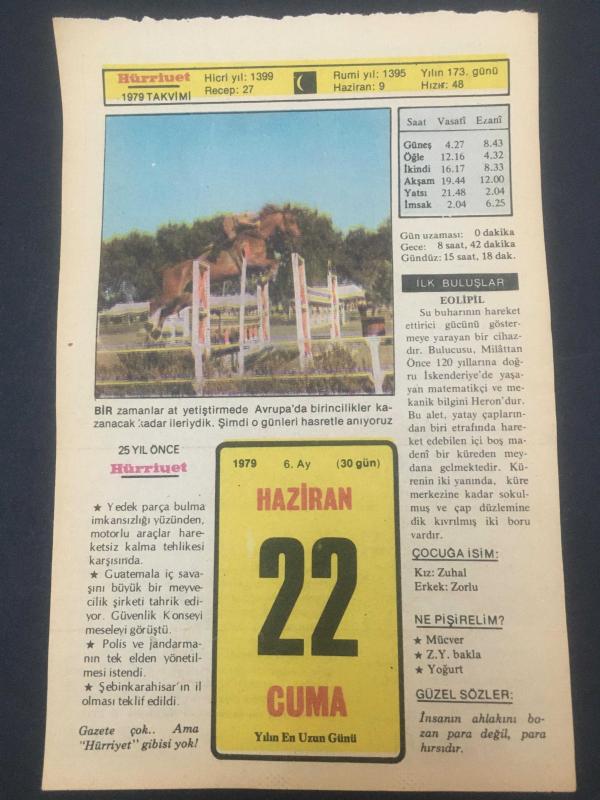 Hürriyet
1979 TAKVİMİ
Hicri yıl: 1399
Recep: 27
Rumi yıl: 1395
Haziran: 9
Yılın 173. günü
Hızır: 48
Saat Vasatî Ezanî
Güneş 4.27 8.43
Öğle 12.16 4.32
İkindi 16.17 8.33
Akşam 19.44 12.00
Yatsı 21.48 2.04
İmsak 2.04 6.25
Gün uzaması: 0 dakika
Gece: 8 saat, 42 dakika
Gündüz: 15 saat, 18 dak.
İLK BULUŞLAR
EOLİPİL
Su buharının hareket
ettirici gücünü göster-
meye yarayan bir cihaz-
dır. Bulucusu, Milâttan
Önce 120 yıllarına doğ-
ru İskenderiye'de yaşa-
yan matematikçi ve me-
kanik bilgini Heron'dur.
Bu alet, yatay çapların-
dan biri etrafında hare-
ket edebilen içi boş ma-
denî bir küreden mey-
dana gelmektedir. Kü-
renin iki yanında, küre
merkezine kadar sokul-
muş ve çap düzlemine
dik kıvrılmış iki boru
vardır.
ÇOCUĞA İSİM:
Kız: Zuhal
Erkek: Zorlu
NE PİŞİRELİM?
★ Mücver
★ Z.Y. bakla
★ Yoğurt
GÜZEL SÖZLER:
İnsanın ahlakını bo-
zan para değil, para
hırsıdır.
BİR zamanlar at yetiştirmede Avrupa'da birincilikler ka-
zanacak kadar ileriydik. Şimdi o günleri hasretle anıyoruz
25 YIL ÖNCE
Hürriyet
★ Yedek parça bulma
imkansızlığı yüzünden,
motorlu araçlar hare-
ketsiz kalma tehlikesi
karşısında.
★ Guatemala iç sava-
şını büyük bir meyve-
cilik şirketi tahrik edi-
yor. Güvenlik Konseyi
meseleyi görüştü.
★ Polis ve jandarma-
nın tek elden yönetil-
mesi istendi.
★ Şebinkarahisar'ın il
olması teklif edildi.
Gazete çok.. Ama
"Hürriyet" gibisi yok!
1979 6. Ay (30 gün)
HAZİRAN
22
CUMA
Yılın En Uzun Günü